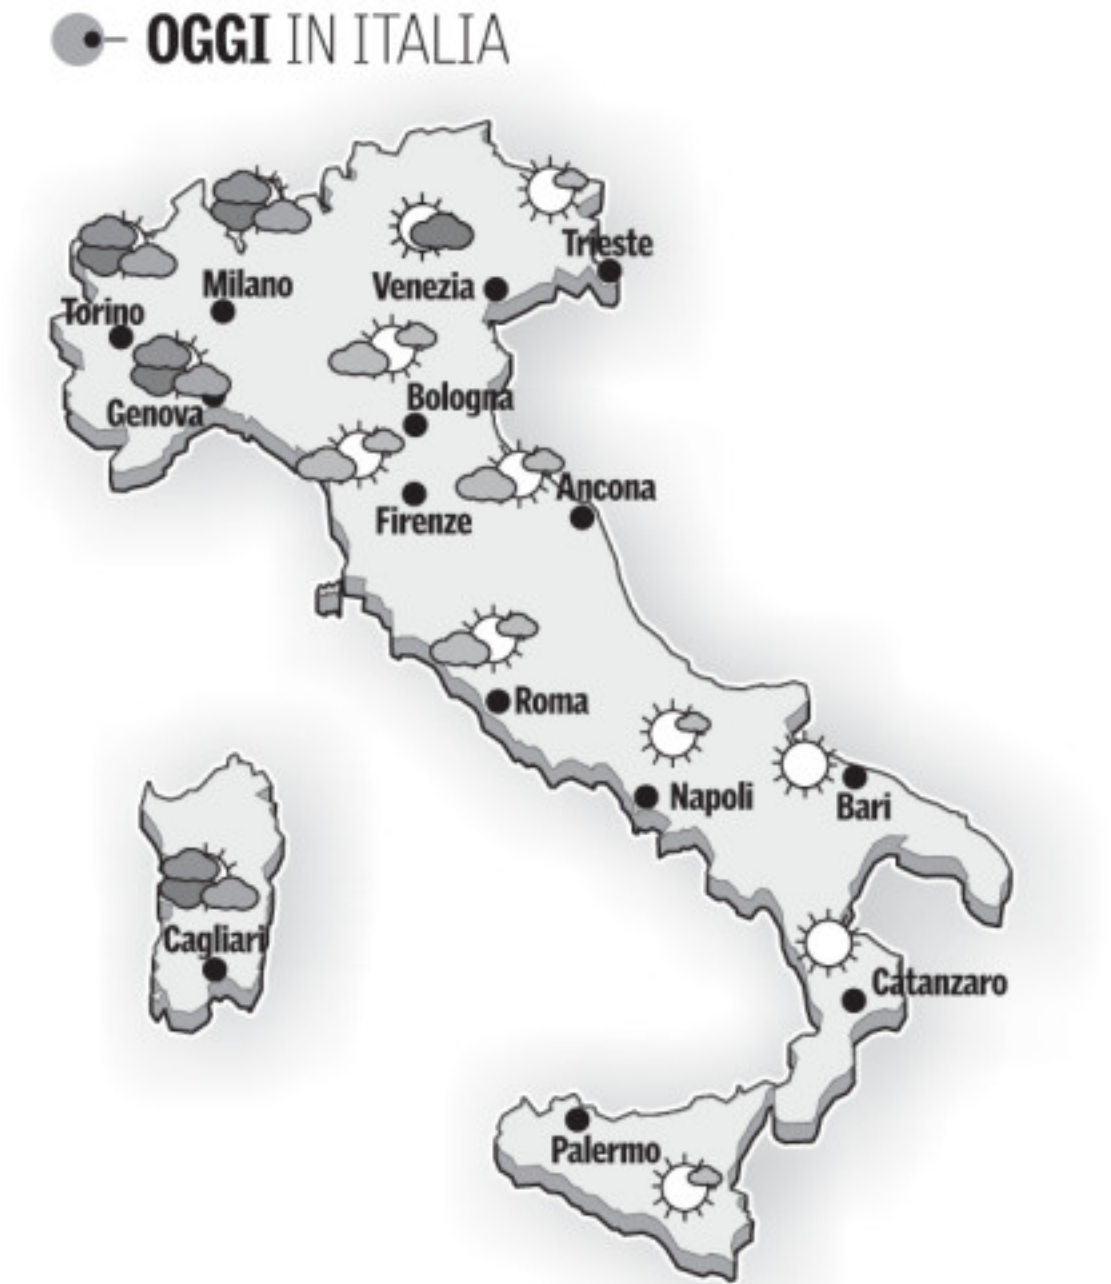 OGGI IN ITALIA
Trieste
Milano
Venezia
Torino
Bologna
Genova
Ancona
Firenze
Roma
Napoli
Bari
Cagliari
Catanzaro
Palermo